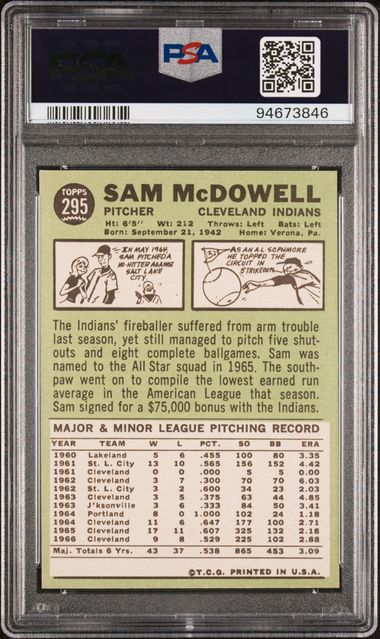 PSA
94673846
TOPPS
295
SAM McDOWELL
PITCHER CLEVELAND INDIANS
Ht: 6'5" Wt: 212 Throws: Left Bats: Left
Born: September 21, 1942 Home: Verona, Pa.
IN MAY 1964,
SAM PITCHED A
NO-HITTER AGAINST
SALT LAKE
CITY.
AS AN A.L. SOPHMORE
HE TOPPED THE
CIRCUIT IN
STRIKEOUTS.
The Indians' fireballer suffered from arm trouble
last season, yet still managed to pitch five shut-
outs and eight complete ballgames. Sam was
named to the All Star squad in 1965. The south-
paw went on to compile the lowest earned run
average in the American League that season.
Sam signed for a $75,000 bonus with the Indians.
MAJOR & MINOR LEAGUE PITCHING RECORD
YEAR TEAM W L PCT. SO BB ERA
1960 Lakeland 5 6 .455 100 80 3.35
1961 St. L. City 13 10 .565 156 152 4.42
1961 Cleveland 0 0 .000 5 5 0.00
1962 Cleveland 3 7 .300 70 70 6.03
1962 St. L. City 3 2 .600 34 23 2.03
1963 Cleveland 3 5 .375 63 44 4.85
1963 J'ksonville 3 6 .333 84 50 3.41
1964 Portland 8 0 1.000 102 24 1.18
1964 Cleveland 11 6 .647 177 100 2.71
1965 Cleveland 17 11 .607 325 132 2.18
1966 Cleveland 9 8 .529 225 102 2.88
Maj. Totals 6 Yrs. 43 37 .538 865 453 3.09
©T.C.G. PRINTED IN U.S.A.